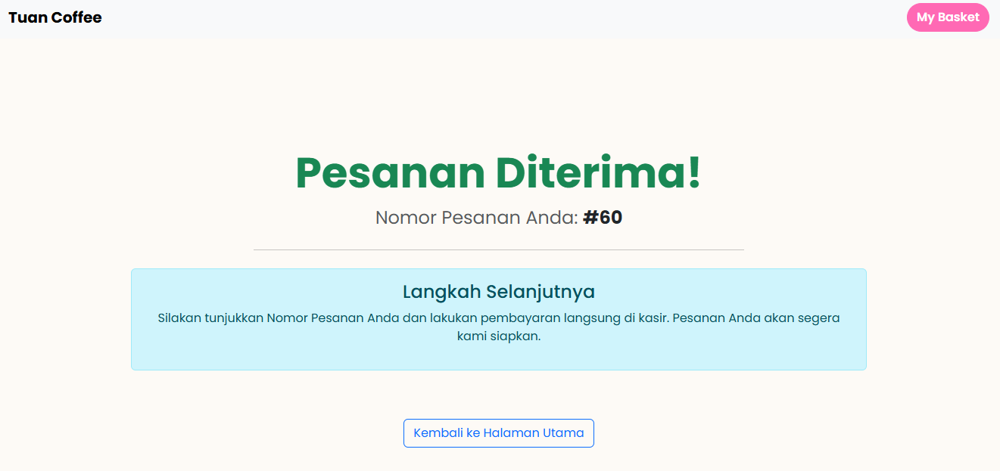 Tuan Coffee
My Basket
Pesanan Diterima!
Nomor Pesanan Anda: #60
Langkah Selanjutnya
Silakan tunjukkan Nomor Pesanan Anda dan lakukan pembayaran langsung di kasir. Pesanan Anda akan segera
kami siapkan.
Kembali ke Halaman Utama